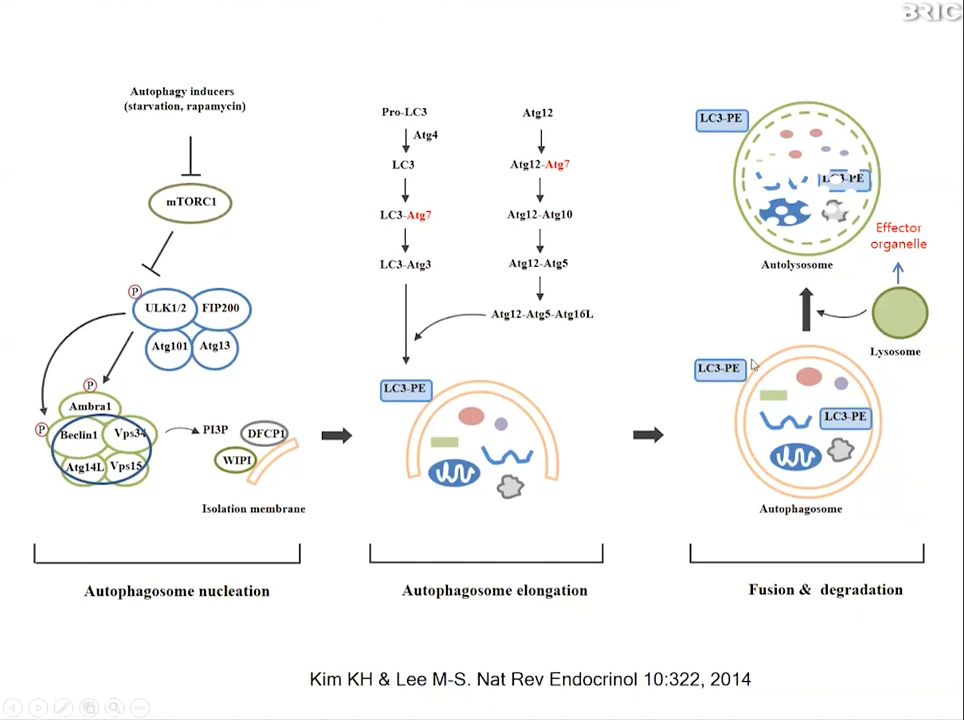 BRIC
Autophagy inducers
(starvation, rapamycin)
mTORC1
P
ULK1/2
FIP200
Atg101
Atg13
P
Ambra1
P
Beclin1
Vps34
Atg14L
Vps15
PI3P
DFCP1
WIPI
Isolation membrane
Autophagosome nucleation
Pro-LC3
Atg4
LC3
LC3-Atg7
LC3-Atg3
Atg12
Atg12-Atg7
Atg12-Atg10
Atg12-Atg5
Atg12-Atg5-Atg16L
LC3-PE
Autophagosome elongation
LC3-PE
LC3-PE
Autolysosome
Effector
organelle
Lysosome
LC3-PE
LC3-PE
Autophagosome
Fusion & degradation
Kim KH & Lee M-S. Nat Rev Endocrinol 10:322, 2014